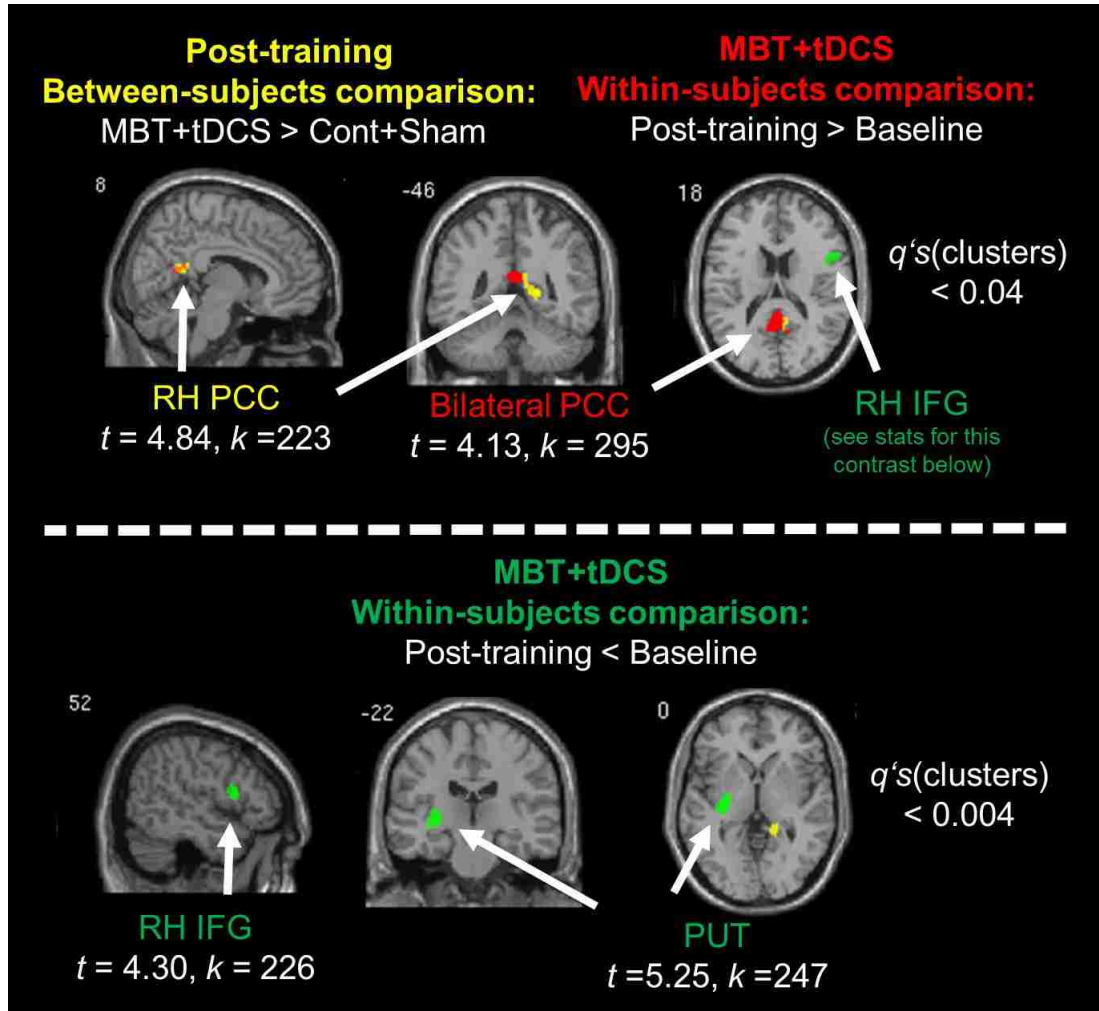 Post-training
Between-subjects comparison:
MBT+tDCS > Cont+Sham
MBT+tDCS
Within-subjects comparison:
Post-training > Baseline
8
-46
18
q's(clusters)
< 0.04
RH PCC
t = 4.84, k =223
Bilateral PCC
t = 4.13, k = 295
RH IFG
(see stats for this
contrast below)
MBT+tDCS
Within-subjects comparison:
Post-training < Baseline
52
-22
0
q's(clusters)
< 0.004
RH IFG
t = 4.30, k = 226
PUT
t =5.25, k =247